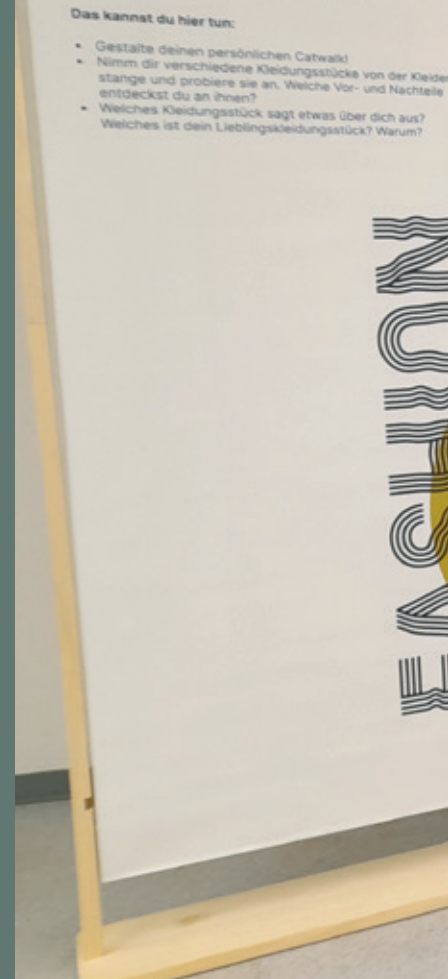 Das kannst du hier tun:
• Gestalte deinen persönlichen Catwalk!
• Nimm dir verschiedene Kleidungsstücke von der Kleider
stange und probiere sie an. Welche Vor- und Nachteile
entdeckst du an ihnen?
• Welches Kleidungsstück sagt etwas über dich aus?
Welches ist dein Lieblingskleidungsstück? Warum?
FASHION